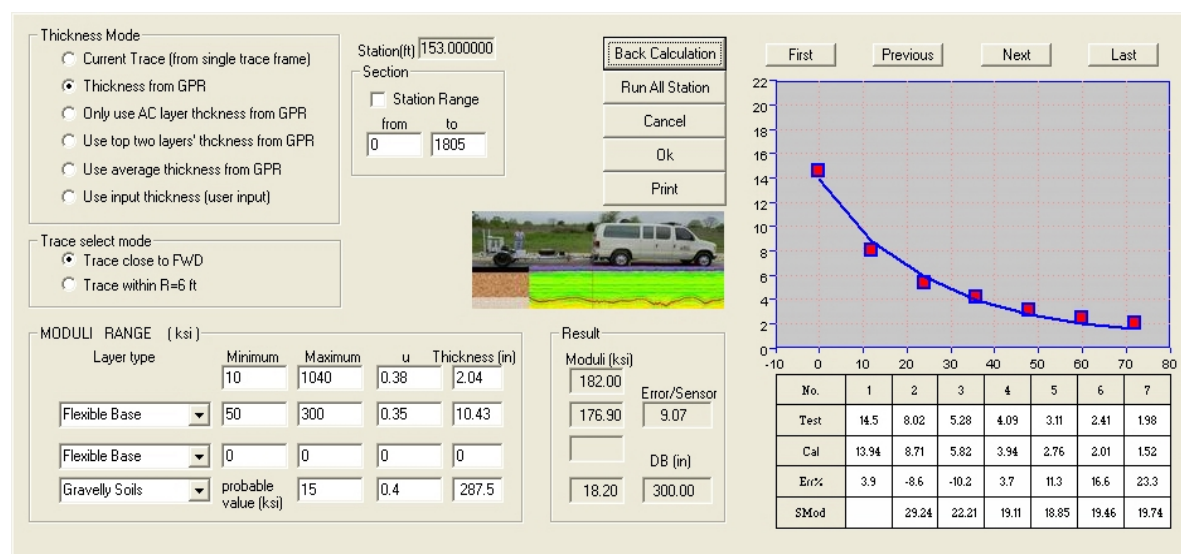 Thickness Mode
Current Trace (from single trace frame)
Thickness from GPR
Only use AC layer thckness from GPR
Use top two layers' thckness from GPR
Use average thickness from GPR
Use input thickness (user input)
Trace select mode
Trace close to FWD
Trace within R=6 ft
Station(ft) 153.000000
Section
Station Range
from to
0 1805
Back Calculation
Run All Station
Cancel
Ok
Print
MODULI RANGE (ksi)
Layer type Minimum Maximum u Thickness (in)
10 1040 0.38 2.04
Flexible Base 50 300 0.35 10.43
Flexible Base 0 0 0 0
Gravelly Soils probable value (ksi) 15 0.4 287.5
Result
Moduli (ksi)
182.00
Error/Sensor
176.90 9.07
DB (in)
18.20 300.00
First Previous Next Last
22
20
18
16
14
12
10
8
6
4
2
0
-10 0 10 20 30 40 50 60 70 80
No. 1 2 3 4 5 6 7
Test 14.5 8.02 5.28 4.09 3.11 2.41 1.98
Cal 13.94 8.71 5.82 3.94 2.76 2.01 1.52
Err% 3.9 -8.6 -10.2 3.7 11.3 16.6 23.3
SMod 29.24 22.21 19.11 18.85 19.46 19.74